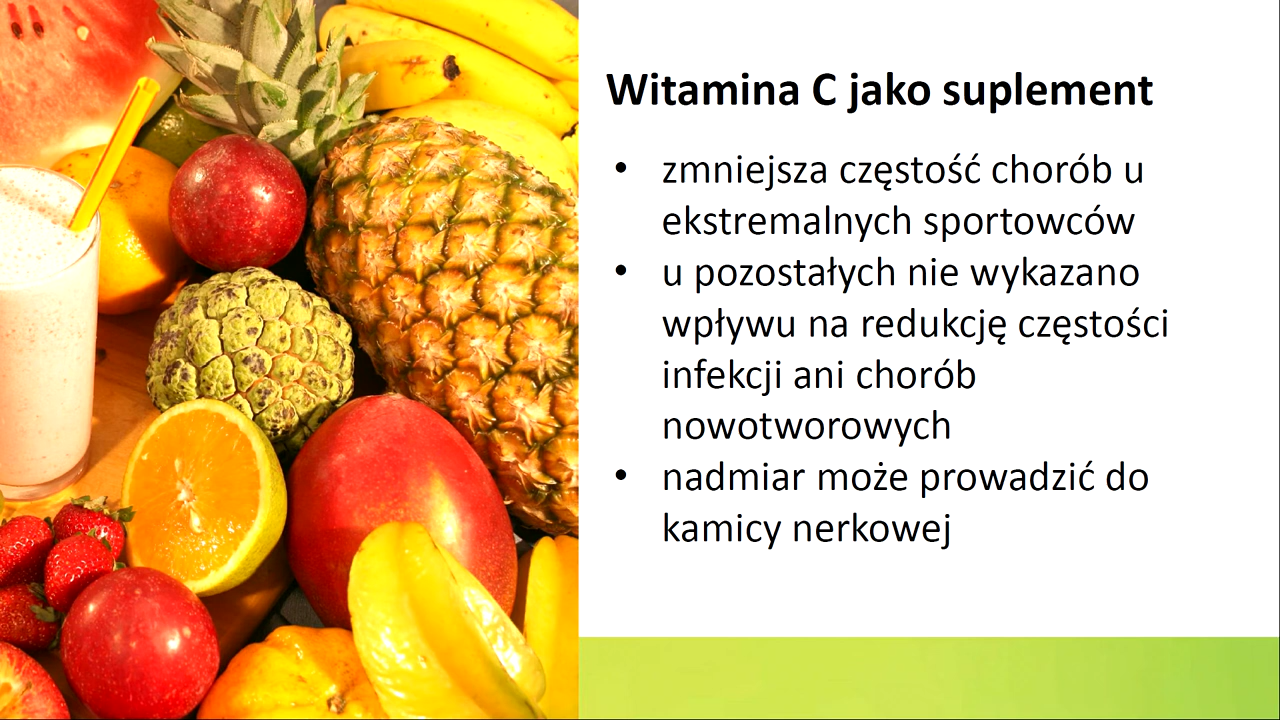 Witamina C jako suplement
• zmniejsza częstość chorób u
ekstremalnych sportowców
• u pozostałych nie wykazano
wpływu na redukcję częstości
infekcji ani chorób
nowotworowych
• nadmiar może prowadzić do
kamicy nerkowej